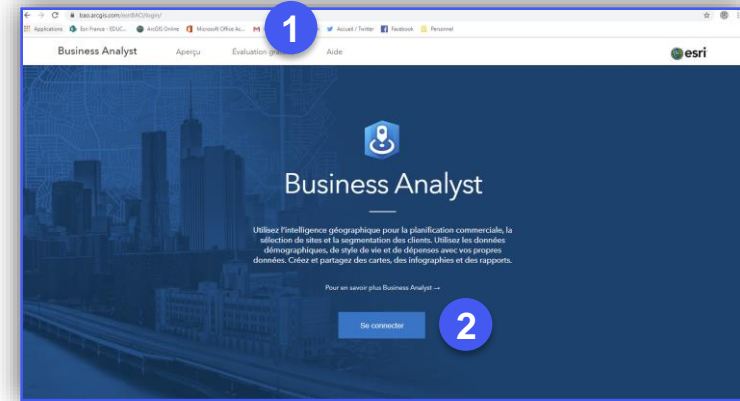 bao.arcgis.com/esriBAO/login/
Applications Esri France - EDUC... ArcGIS Online Microsoft Office Ac... Accueil / Twitter Facebook Personnel
1
Business Analyst Aperçu Évaluation Aide esri
Business Analyst
Utilisez l'intelligence géographique pour la planification commerciale, la
sélection de sites et la segmentation des clients. Utilisez les données
démographiques, de style de vie et de dépenses avec vos propres
données. Créez et partagez des cartes, des infographies et des rapports.
Pour en savoir plus Business Analyst →
Se connecter 2